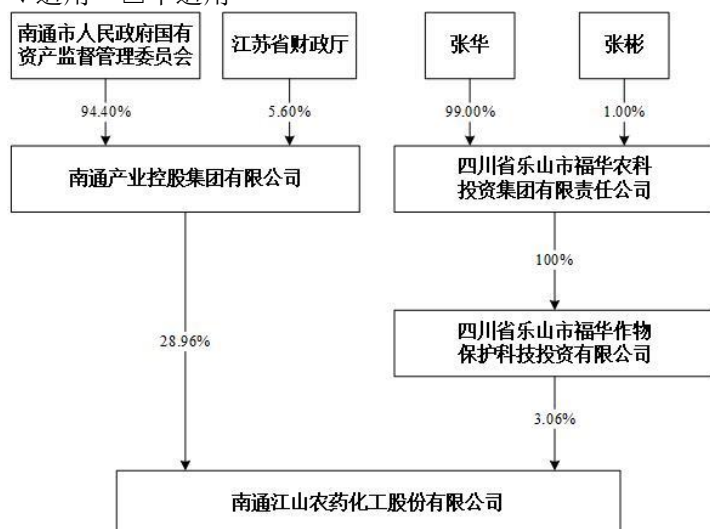 南通市人民政府国有
资产监督管理委员会
江苏省财政厅
张华
张彬
94.40%
5.60%
99.00%
1.00%
南通产业控股集团有限公司
四川省乐山市福华农科
投资集团有限责任公司
100%
四川省乐山市福华作物
保护科技投资有限公司
28.96%
3.06%
南通江山农药化工股份有限公司